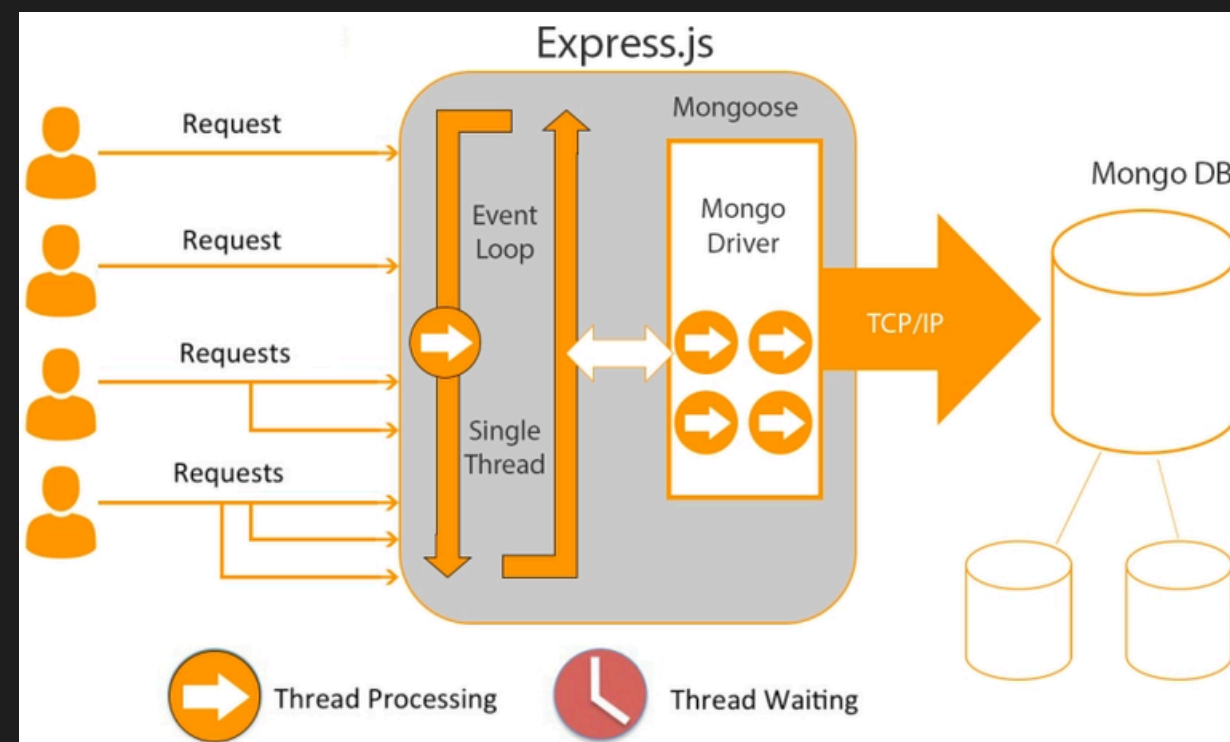 Express.js
Request
Mongoose
Mongo DB
Request
Event
Loop
Mongo
Driver
TCP/IP
Requests
Single
Thread
Requests
Thread Processing
Thread Waiting